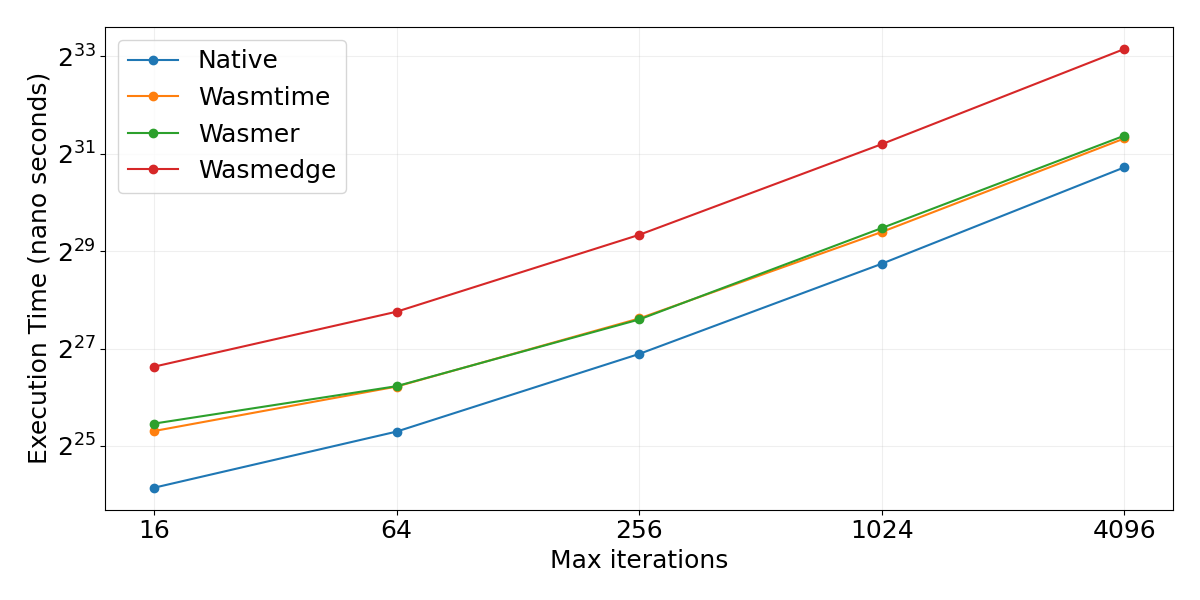 Native
Wasmtime
Wasmer
Wasmedge
Execution Time (nano seconds)
2^33
2^31
2^29
2^27
2^25
16 64 256 1024 4096
Max iterations